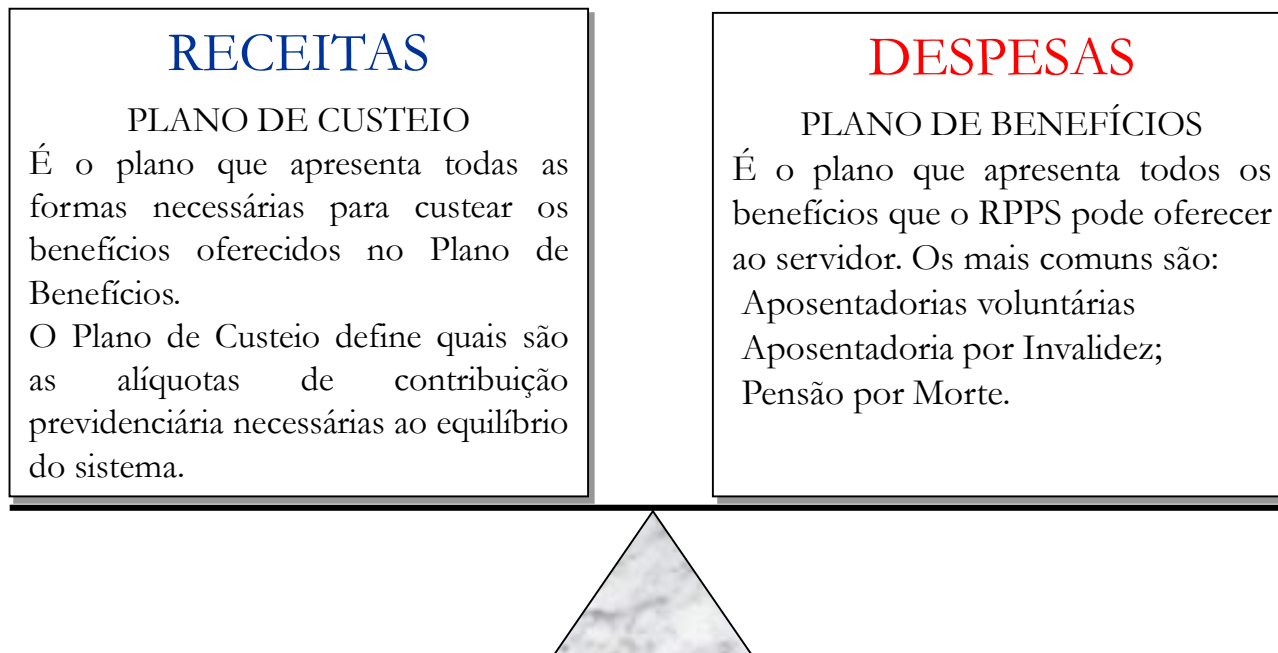 RECEITAS
PLANO DE CUSTEIO
É o plano que apresenta todas as
formas necessárias para custear os
benefícios oferecidos no Plano de
Benefícios.
O Plano de Custeio define quais são
as alíquotas de contribuição
previdenciária necessárias ao equilíbrio
do sistema.
DESPESAS
PLANO DE BENEFÍCIOS
É o plano que apresenta todos os
benefícios que o RPPS pode oferecer
ao servidor. Os mais comuns são:
Aposentadorias voluntárias
Aposentadoria por Invalidez;
Pensão por Morte.